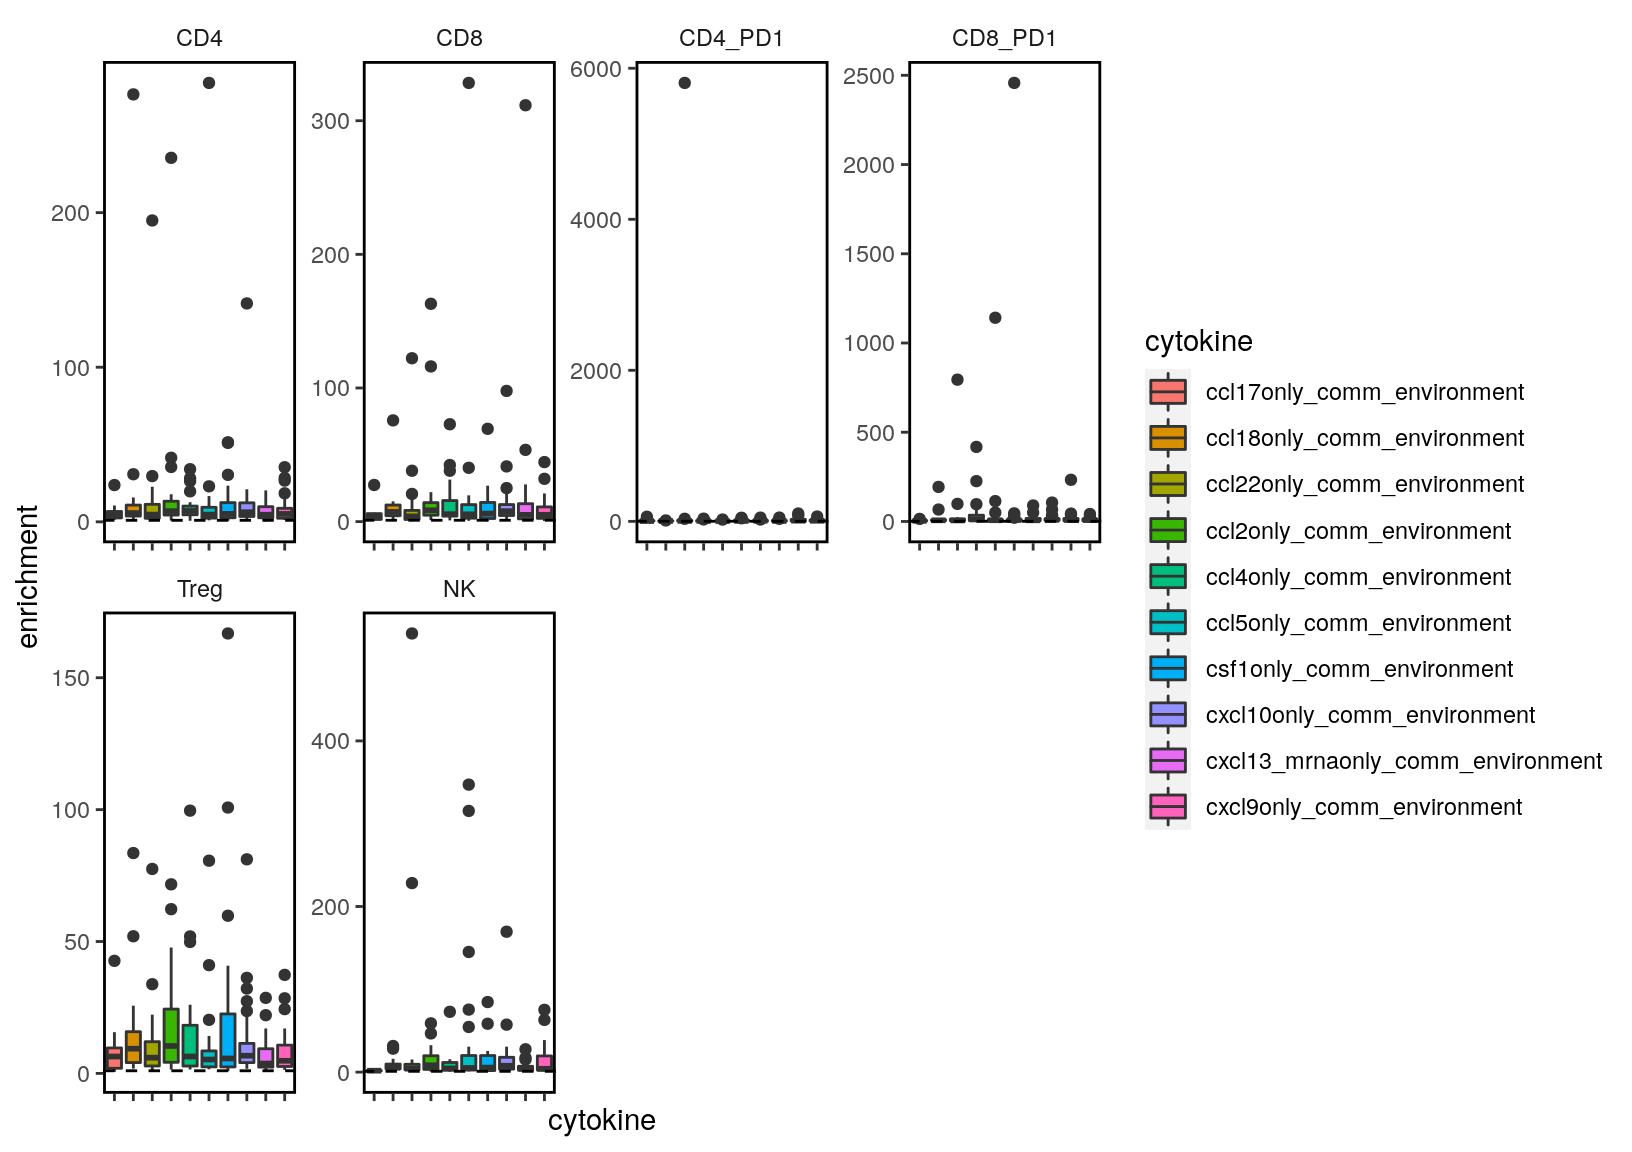 CD4
CD8
CD4_PD1
CD8_PD1
0
100
200
0
100
200
300
0
2000
4000
6000
0
500
1000
1500
2000
2500
Treg
NK
0
50
100
150
0
200
400
enrichment
cytokine
cytokine
ccl17only_comm_environment
ccl18only_comm_environment
ccl22only_comm_environment
ccl2only_comm_environment
ccl4only_comm_environment
ccl5only_comm_environment
csf1only_comm_environment
cxcl10only_comm_environment
cxcl13_mrnaonly_comm_environment
cxcl9only_comm_environment